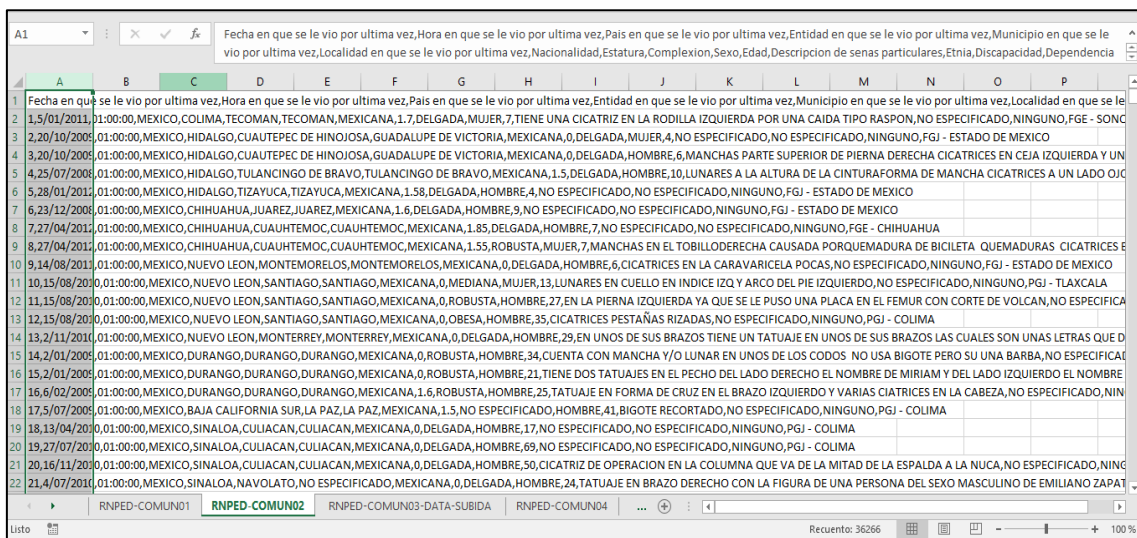 A1
fx
Fecha en que se le vio por ultima vez,Hora en que se le vio por ultima vez,Pais en que se le vio por ultima vez,Entidad en que se le vio por ultima vez,Municipio en que se le
vio por ultima vez,Localidad en que se le vio por ultima vez,Nacionalidad,Estatura,Complexion,Sexo,Edad,Descripcion de senas particulares,Etnia,Discapacidad,Dependencia
A B C D E F G H I J K L M N O P
1 Fecha en que se le vio por ultima vez,Hora en que se le vio por ultima vez,Pais en que se le vio por ultima vez,Entidad en que se le vio por ultima vez,Municipio en que se le vio por ultima vez,Localidad en que se le
2 1,5/01/2011,01:00:00,MEXICO,COLIMA,TECOMAN,TECOMAN,MEXICANA,1.7,DELGADA,MUJER,7,TIENE UNA CICATRIZ EN LA RODILLA IZQUIERDA POR UNA CAIDA TIPO RASPON,NO ESPECIFICADO,NINGUNO,FGE - SONO
3 2,20/10/2009,01:00:00,MEXICO,HIDALGO,CUAUTEPEC DE HINOJOSA,GUADALUPE DE VICTORIA,MEXICANA,0,DELGADA,MUJER,4,NO ESPECIFICADO,NO ESPECIFICADO,NINGUNO,FGJ - ESTADO DE MEXICO
4 3,20/10/2009,01:00:00,MEXICO,HIDALGO,CUAUTEPEC DE HINOJOSA,GUADALUPE DE VICTORIA,MEXICANA,0,DELGADA,HOMBRE,6,MANCHAS PARTE SUPERIOR DE PIERNA DERECHA CICATRICES EN CEJA IZQUIERDA Y UN
5 4,25/07/2008,01:00:00,MEXICO,HIDALGO,TULANCINGO DE BRAVO,TULANCINGO DE BRAVO,MEXICANA,1.5,DELGADA,HOMBRE,10,LUNARES A LA ALTURA DE LA CINTURAFORMA DE MANCHA CICATRICES A UN LADO OJO
6 5,28/01/2012,01:00:00,MEXICO,HIDALGO,TIZAYUCA,TIZAYUCA,MEXICANA,1.58,DELGADA,HOMBRE,4,NO ESPECIFICADO,NO ESPECIFICADO,NINGUNO,FGJ - ESTADO DE MEXICO
7 6,23/12/2008,01:00:00,MEXICO,CHIHUAHUA,JUAREZ,JUAREZ,MEXICANA,1.6,DELGADA,HOMBRE,9,NO ESPECIFICADO,NO ESPECIFICADO,NINGUNO,FGJ - ESTADO DE MEXICO
8 7,27/04/2012,01:00:00,MEXICO,CHIHUAHUA,CUAUHTEMOC,CUAUHTEMOC,MEXICANA,1.85,DELGADA,HOMBRE,7,NO ESPECIFICADO,NO ESPECIFICADO,NINGUNO,FGE - CHIHUAHUA
9 8,27/04/2012,01:00:00,MEXICO,CHIHUAHUA,CUAUHTEMOC,CUAUHTEMOC,MEXICANA,1.55,ROBUSTA,MUJER,7,MANCHAS EN EL TOBILLODERECHA CAUSADA PORQUEMADURA DE BICILETA QUEMADURAS CICATRICES E
10 9,14/08/2011,01:00:00,MEXICO,NUEVO LEON,MONTEMORELOS,MONTEMORELOS,MEXICANA,0,DELGADA,HOMBRE,6,CICATRICES EN LA CARAVARICELA POCAS,NO ESPECIFICADO,NINGUNO,FGJ - ESTADO DE MEXICO
11 10,15/08/2010,01:00:00,MEXICO,NUEVO LEON,SANTIAGO,SANTIAGO,MEXICANA,0,MEDIANA,MUJER,13,LUNARES EN CUELLO EN INDICE IZQ Y ARCO DEL PIE IZQUIERDO,NO ESPECIFICADO,NINGUNO,PGJ - TLAXCALA
12 11,15/08/2010,01:00:00,MEXICO,NUEVO LEON,SANTIAGO,SANTIAGO,MEXICANA,0,ROBUSTA,HOMBRE,27,EN LA PIERNA IZQUIERDA YA QUE SE LE PUSO UNA PLACA EN EL FEMUR CON CORTE DE VOLCAN,NO ESPECIFICA
13 12,15/08/2010,01:00:00,MEXICO,NUEVO LEON,SANTIAGO,SANTIAGO,MEXICANA,0,OBESA,HOMBRE,35,CICATRICES PESTAÑAS RIZADAS,NO ESPECIFICADO,NINGUNO,PGJ - COLIMA
14 13,2/11/2010,01:00:00,MEXICO,NUEVO LEON,MONTERREY,MONTERREY,MEXICANA,0,DELGADA,HOMBRE,29,EN UNOS DE SUS BRAZOS TIENE UN TATUAJE EN UNOS DE SUS BRAZOS LAS CUALES SON UNAS LETRAS QUE D
15 14,2/01/2009,01:00:00,MEXICO,DURANGO,DURANGO,DURANGO,MEXICANA,0,ROBUSTA,HOMBRE,34,CUENTA CON MANCHA Y/O LUNAR EN UNOS DE LOS CODOS NO USA BIGOTE PERO SU UNA BARBA,NO ESPECIFICAD
16 15,2/01/2009,01:00:00,MEXICO,DURANGO,DURANGO,DURANGO,MEXICANA,0,ROBUSTA,HOMBRE,21,TIENE DOS TATUAJES EN EL PECHO DEL LADO DERECHO EL NOMBRE DE MIRIAM Y DEL LADO IZQUIERDO EL NOMBRE
17 16,6/02/2009,01:00:00,MEXICO,DURANGO,DURANGO,DURANGO,MEXICANA,1.6,ROBUSTA,HOMBRE,25,TATUAJE EN FORMA DE CRUZ EN EL BRAZO IZQUIERDO Y VARIAS CIATRICES EN LA CABEZA,NO ESPECIFICADO,NIN
18 17,5/07/2009,01:00:00,MEXICO,BAJA CALIFORNIA SUR,LA PAZ,LA PAZ,MEXICANA,1.5,NO ESPECIFICADO,HOMBRE,41,BIGOTE RECORTADO,NO ESPECIFICADO,NINGUNO,PGJ - COLIMA
19 18,13/04/2010,01:00:00,MEXICO,SINALOA,CULIACAN,CULIACAN,MEXICANA,0,DELGADA,HOMBRE,17,NO ESPECIFICADO,NO ESPECIFICADO,NINGUNO,PGJ - COLIMA
20 19,27/07/2010,01:00:00,MEXICO,SINALOA,CULIACAN,CULIACAN,MEXICANA,0,DELGADA,HOMBRE,69,NO ESPECIFICADO,NO ESPECIFICADO,NINGUNO,PGJ - COLIMA
21 20,16/11/2010,01:00:00,MEXICO,SINALOA,CULIACAN,CULIACAN,MEXICANA,0,DELGADA,HOMBRE,50,CICATRIZ DE OPERACION EN LA COLUMNA QUE VA DE LA MITAD DE LA ESPALDA A LA NUCA,NO ESPECIFICADO,NING
22 21,4/07/2010,01:00:00,MEXICO,SINALOA,NAVOLATO,NO ESPECIFICADO,MEXICANA,0,DELGADA,HOMBRE,24,TATUAJE EN BRAZO DERECHO CON LA FIGURA DE UNA PERSONA DEL SEXO MASCULINO DE EMILIANO ZAPAT
RNPED-COMUN01 RNPED-COMUN02 RNPED-COMUN03-DATA-SUBIDA RNPED-COMUN04 ...
Listo Recuento: 36266 100 %